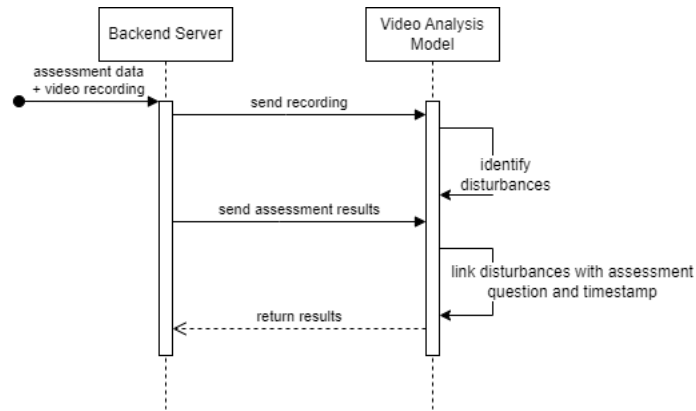 Backend Server
Video Analysis
Model
assessment data
+ video recording
send recording
identify
disturbances
send assessment results
link disturbances with assessment
question and timestamp
return results